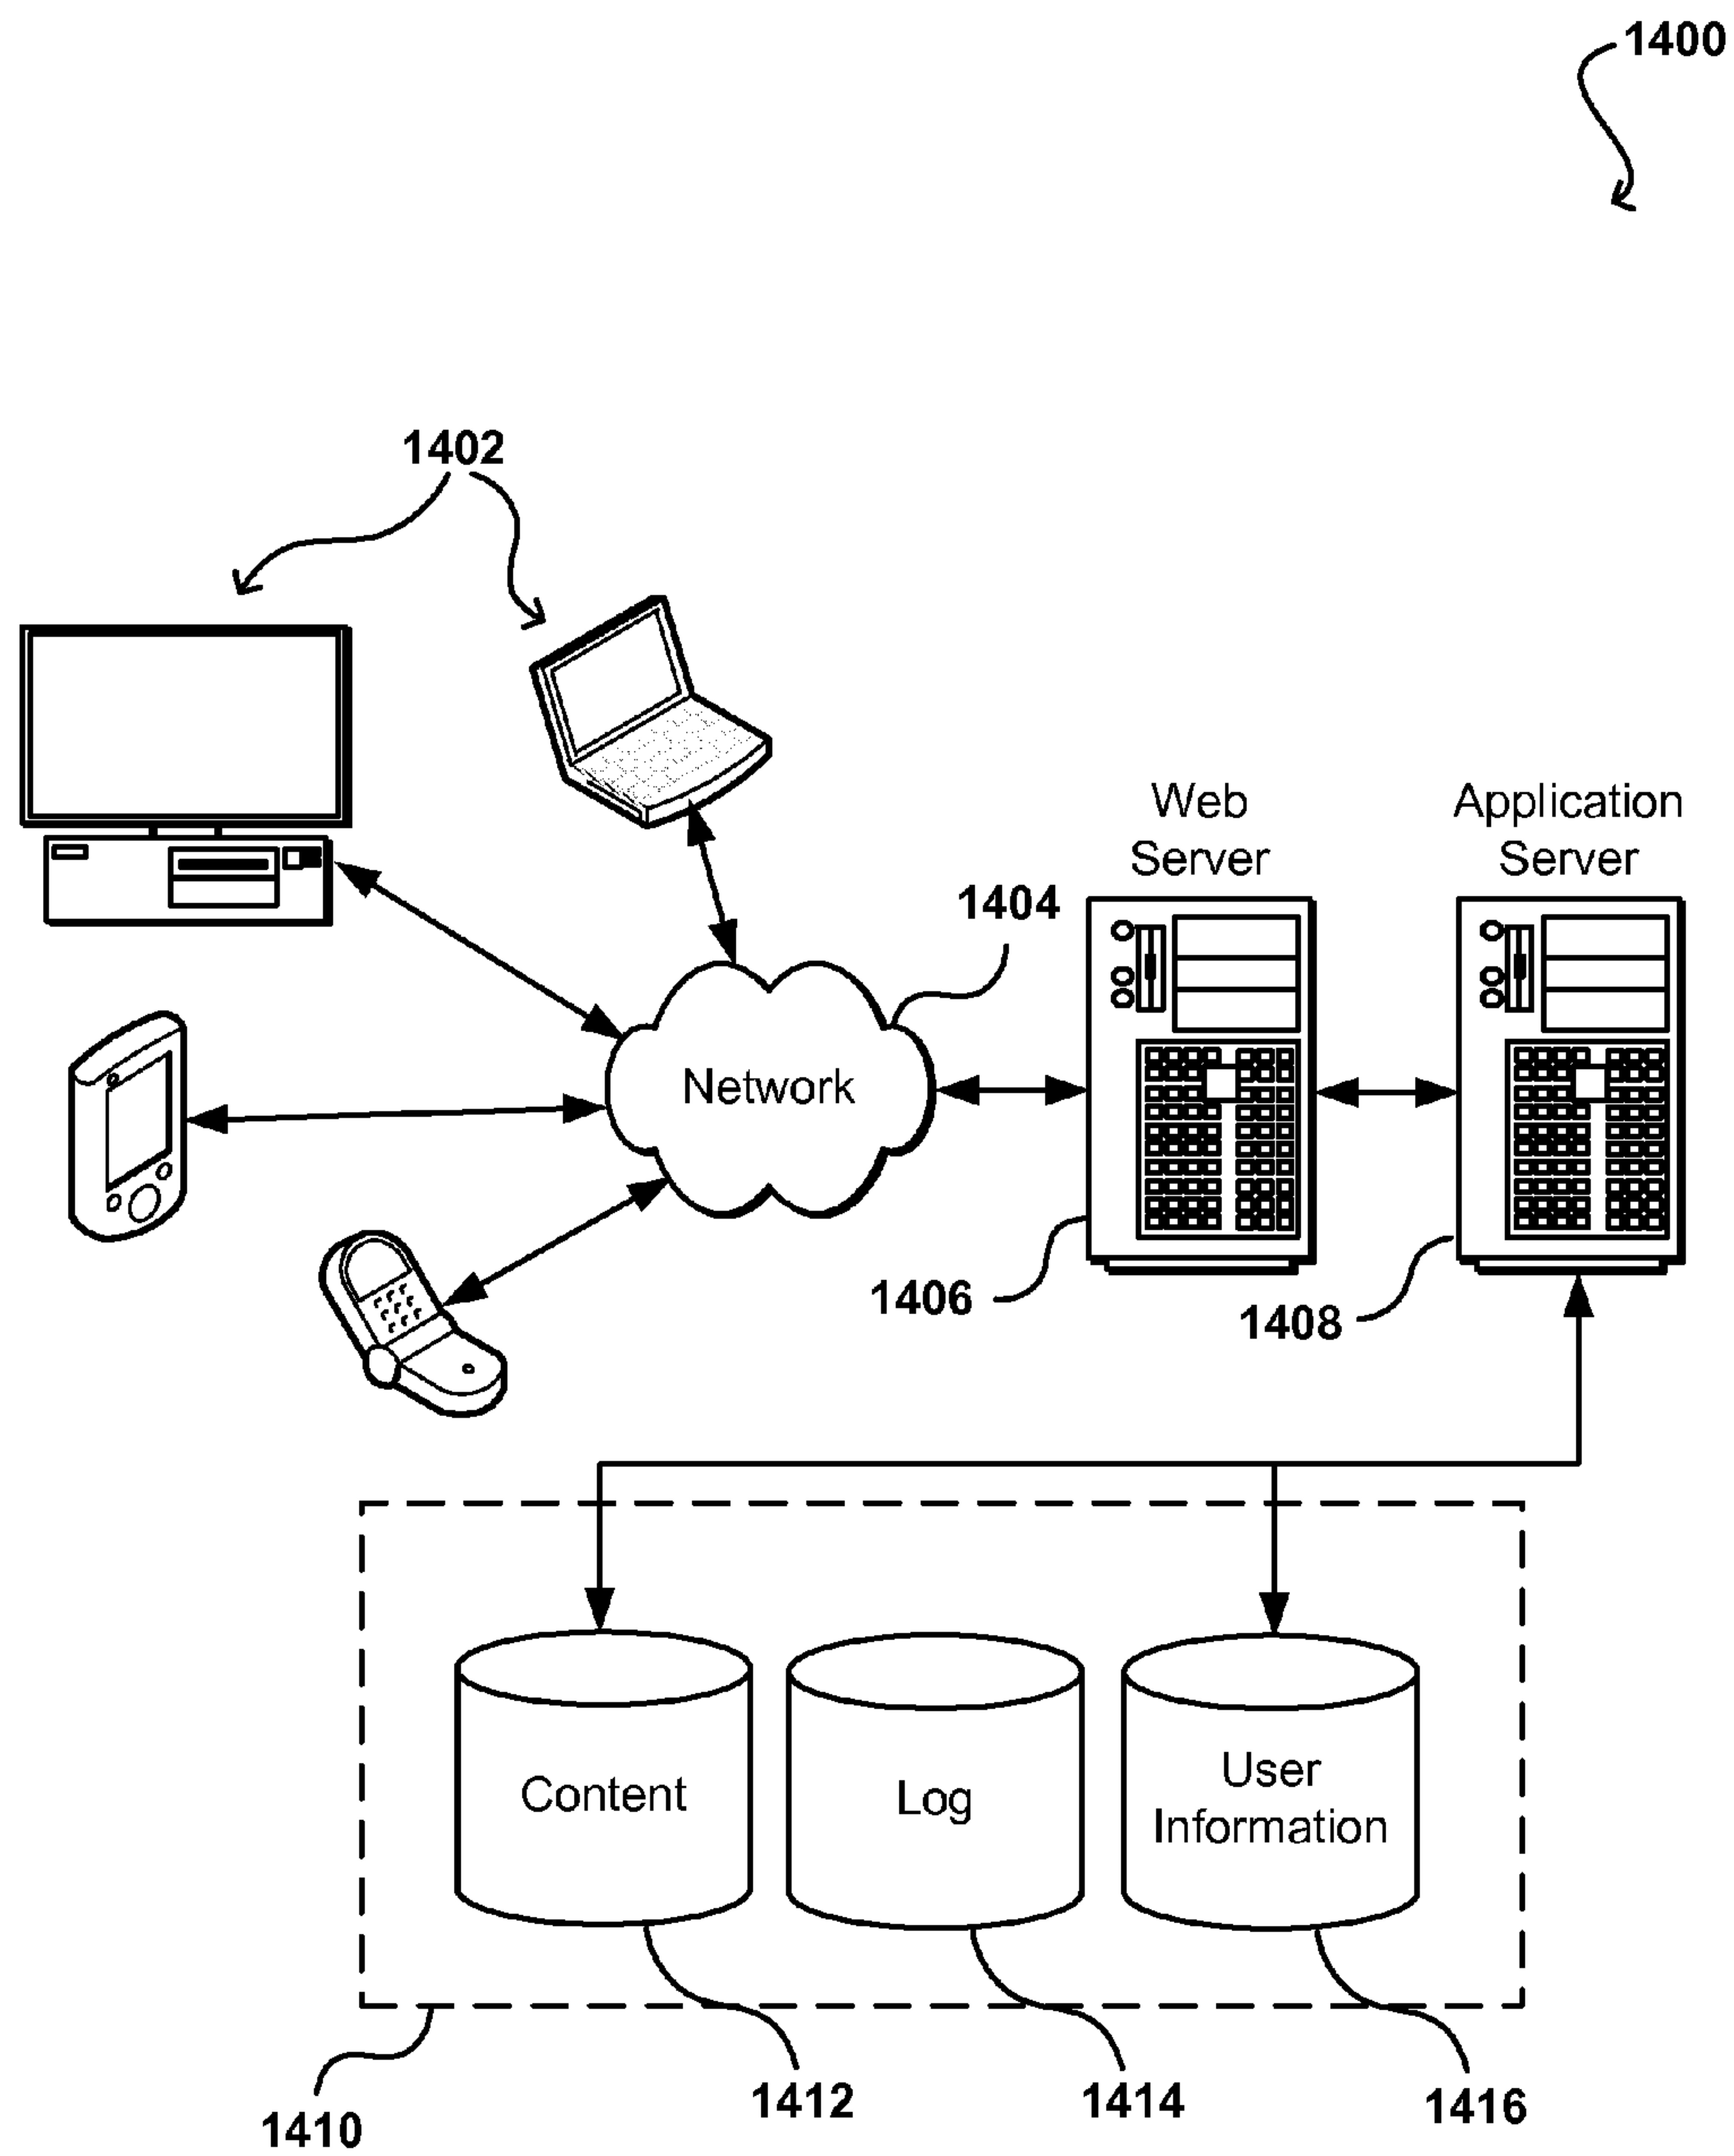 1400
1402
Web
Server
Application
Server
1404
Network
1406
1408
Content
Log
User
Information
1410
1412
1414
1416